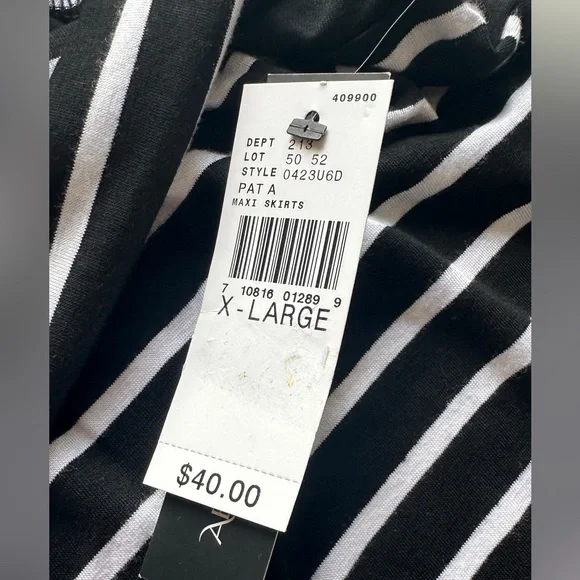 409900
DEPT 213
LOT 50 52
STYLE 0423U6D
PAT A
MAXI SKIRTS
7 10816 01289 9
X-LARGE
$40.00
A